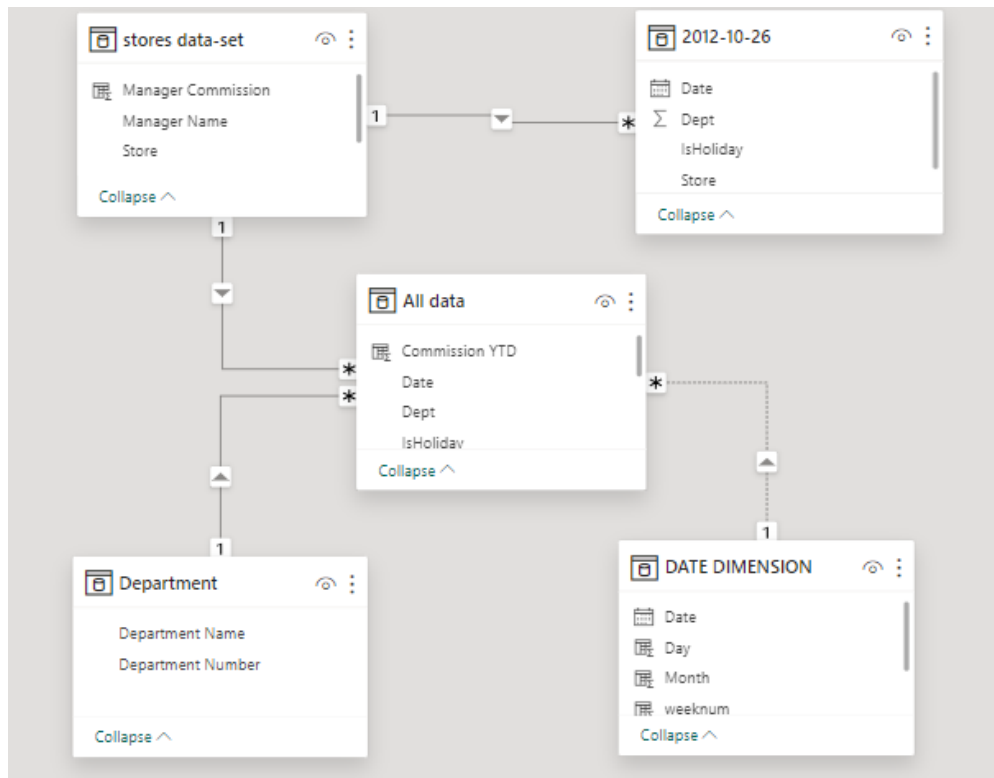 stores data-set
Manager Commission
Manager Name
Store
Collapse
2012-10-26
Date
Dept
IsHoliday
Store
Collapse
1
*
1
All data
Commission YTD
Date
Dept
IsHoliday
Collapse
*
*
*
1
1
Department
Department Name
Department Number
Collapse
DATE DIMENSION
Date
Day
Month
weeknum
Collapse